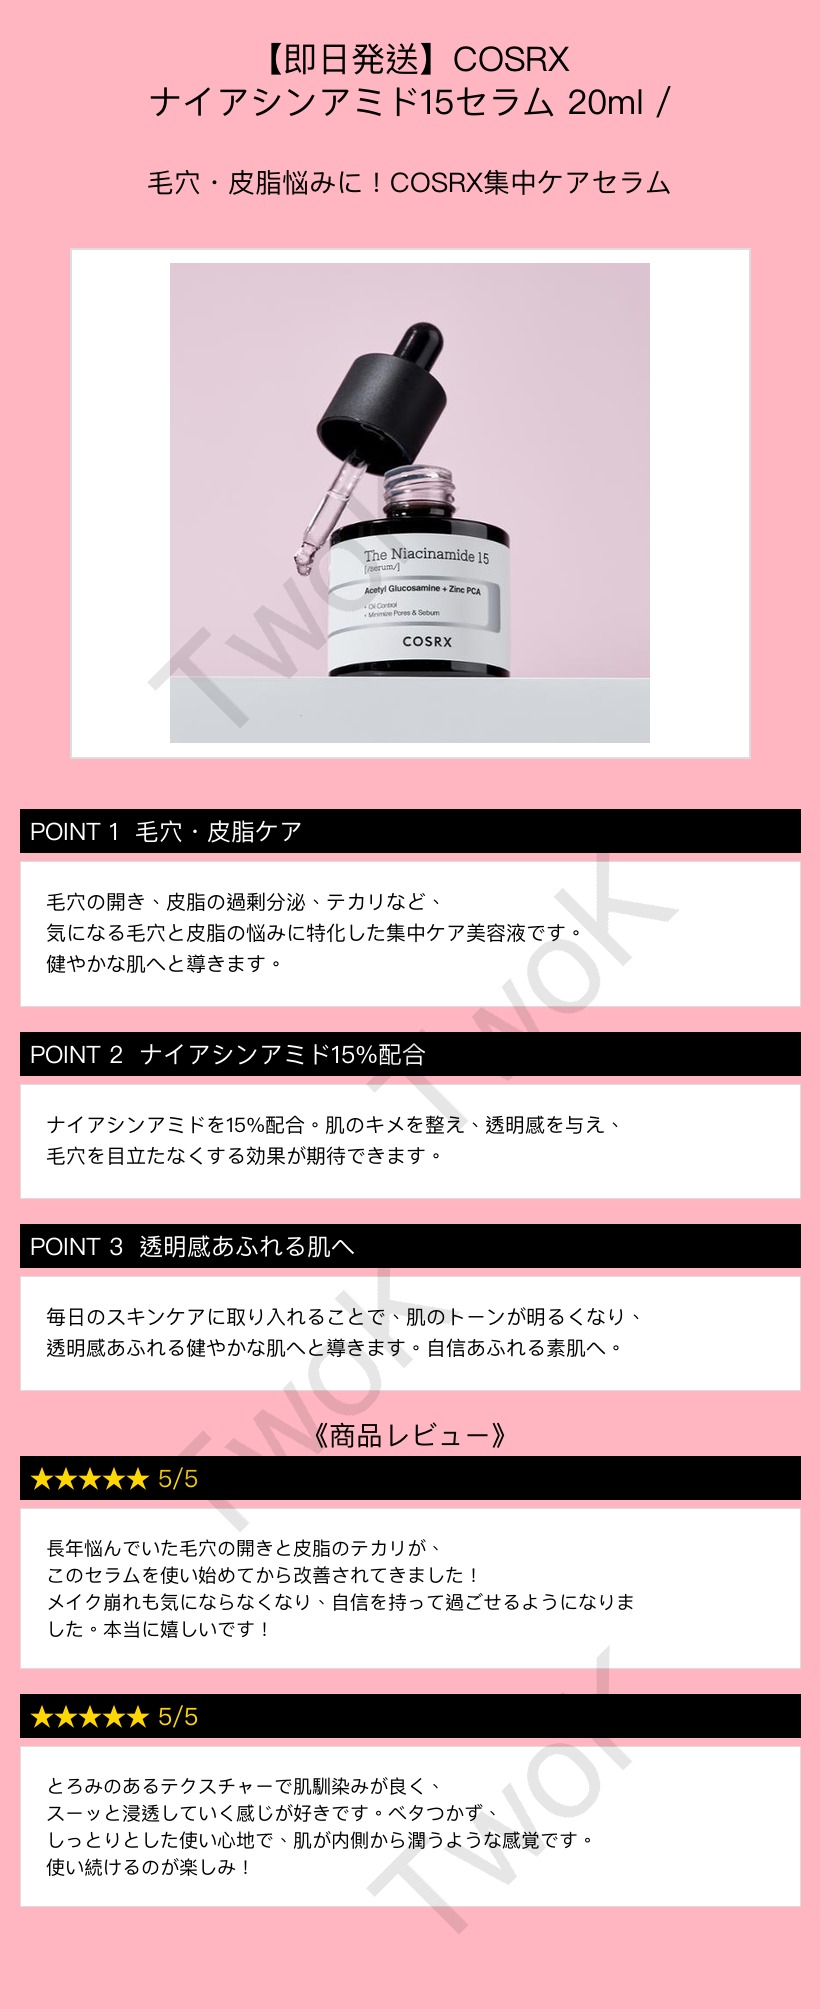 【即日発送】COSRX
ナイアシンアミド15セラム 20ml /
毛穴・皮脂悩みに！COSRX集中ケアセラム
The Niacinamide 15
[/serum/]
Acetyl Glucosamine + Zinc PCA
• Oil Control
• Minimize Pores & Sebum
COSRX
TwoK
POINT 1 毛穴・皮脂ケア
毛穴の開き、皮脂の過剰分泌、テカリなど、
気になる毛穴と皮脂の悩みに特化した集中ケア美容液です。
健やかな肌へと導きます。
TwoK
POINT 2 ナイアシンアミド15%配合
ナイアシンアミドを15%配合。肌のキメを整え、透明感を与え、
毛穴を目立たなくする効果が期待できます。
POINT 3 透明感あふれる肌へ
毎日のスキンケアに取り入れることで、肌のトーンが明るくなり、
透明感あふれる健やかな肌へと導きます。自信あふれる素肌へ。
TwoK
《商品レビュー》
★★★★★ 5/5
長年悩んでいた毛穴の開きと皮脂のテカリが、
このセラムを使い始めてから改善されてきました！
メイク崩れも気にならなくなり、自信を持って過ごせるようになりま
した。本当に嬉しいです！
★★★★★ 5/5
とろみのあるテクスチャーで肌馴染みが良く、
スーッと浸透していく感じが好きです。ベタつかず、
しっとりとした使い心地で、肌が内側から潤うような感覚です。
使い続けるのが楽しみ！
TwoK